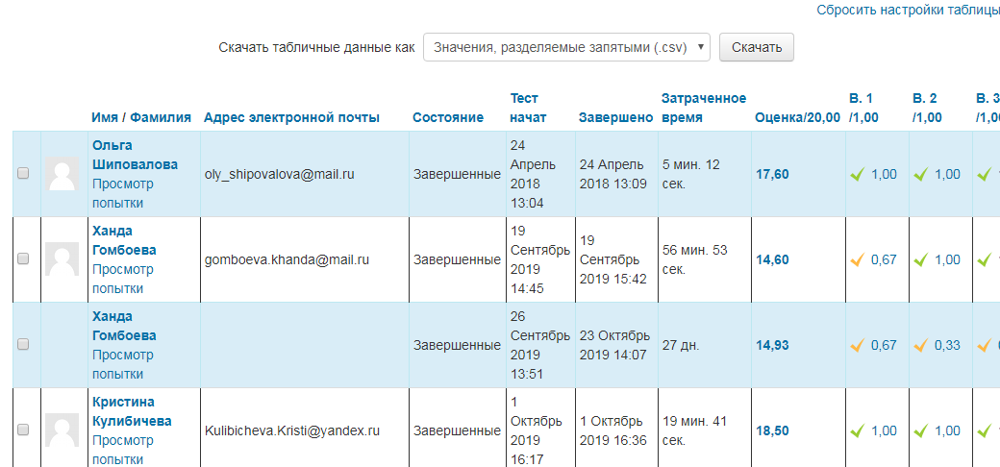 Сбросить настройки таблицы
Скачать табличные данные как Значения, разделяемые запятыми (.csv) Скачать
Имя / Фамилия Адрес электронной почты Состояние Тест начат Завершено Затраченное время Оценка/20,00 В. 1 /1,00 В. 2 /1,00 В. 3
Ольга Шиповалова Просмотр попытки oly_shipovalova@mail.ru Завершенные 24 Апрель 2018 13:04 24 Апрель 2018 13:09 5 мин. 12 сек. 17,60 1,00 1,00
Ханда Гомбоева Просмотр попытки gomboeva.khanda@mail.ru Завершенные 19 Сентябрь 2019 14:45 19 Сентябрь 2019 15:42 56 мин. 53 сек. 14,60 0,67 1,00
Ханда Гомбоева Просмотр попытки Завершенные 26 Сентябрь 2019 13:51 23 Октябрь 2019 14:07 27 дн. 14,93 0,67 0,33
Кристина Кулибичева Просмотр попытки Kulibicheva.Kristi@yandex.ru Завершенные 1 Октябрь 2019 16:17 1 Октябрь 2019 16:36 19 мин. 41 сек. 18,50 1,00 1,00